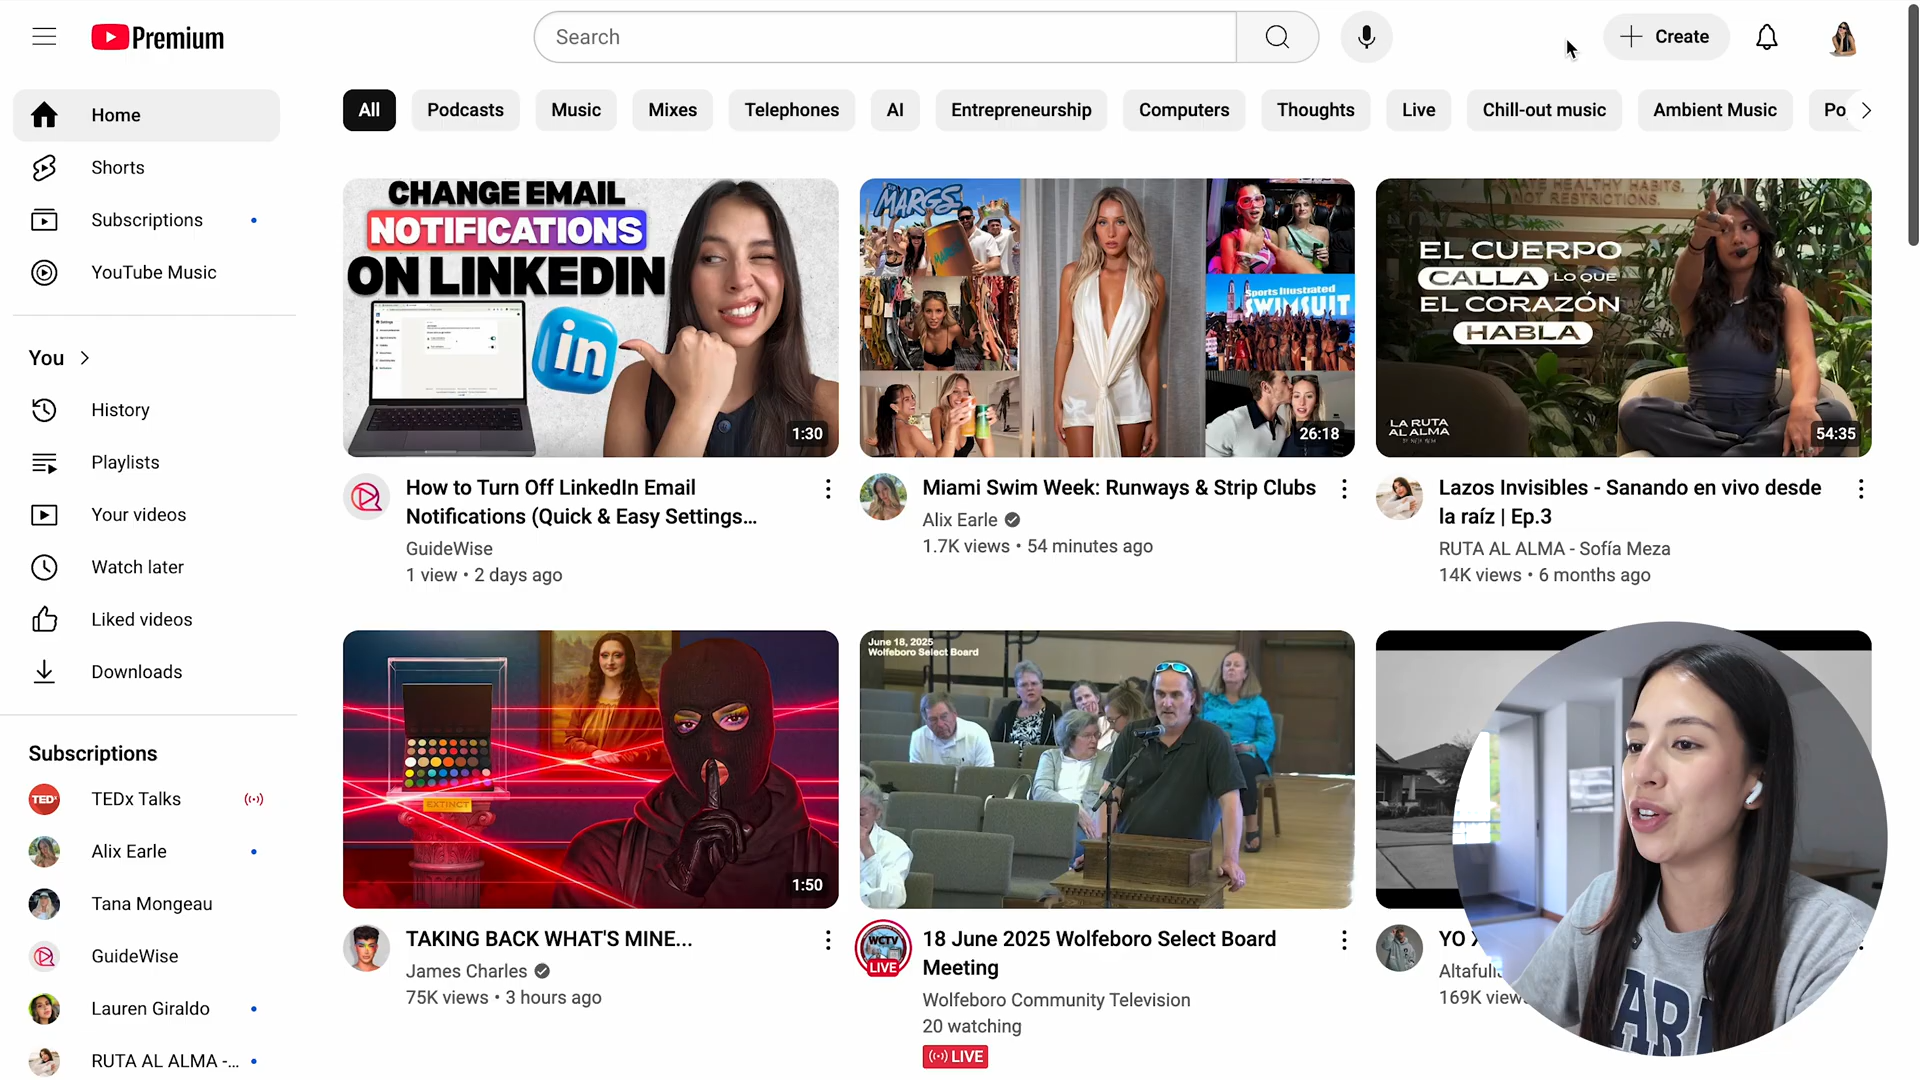 Premium
Search
Create
All
Podcasts
Music
Mixes
Telephones
AI
Entrepreneurship
Computers
Thoughts
Live
Chill-out music
Ambient Music
Po
Home
Shorts
Subscriptions
YouTube Music
You
History
Playlists
Your videos
Watch later
Liked videos
Downloads
Subscriptions
TEDx Talks
Alix Earle
Tana Mongeau
GuideWise
Lauren Giraldo
RUTA AL ALMA -...
CHANGE EMAIL
NOTIFICATIONS
ON LINKEDIN
in
1:30
How to Turn Off LinkedIn Email
Notifications (Quick & Easy Settings...
GuideWise
1 view • 2 days ago
MARGS
Sports Illustrated
SWIMSUIT
26:18
Miami Swim Week: Runways & Strip Clubs
Alix Earle
1.7K views • 54 minutes ago
HEALTHY HABITS,
NOT RESTRICTIONS.
EL CUERPO
CALLA LO QUE
EL CORAZÓN
HABLA
LA RUTA
AL ALMA
54:35
Lazos Invisibles - Sanando en vivo desde
la raíz | Ep.3
RUTA AL ALMA - Sofía Meza
14K views • 6 months ago
EXTINCT
1:50
TAKING BACK WHAT'S MINE...
James Charles
75K views • 3 hours ago
June 18, 2025
Wolfeboro Select Board
WCTV
LIVE
18 June 2025 Wolfeboro Select Board
Meeting
Wolfeboro Community Television
20 watching
LIVE
YO
Altafulla
169K view
TED